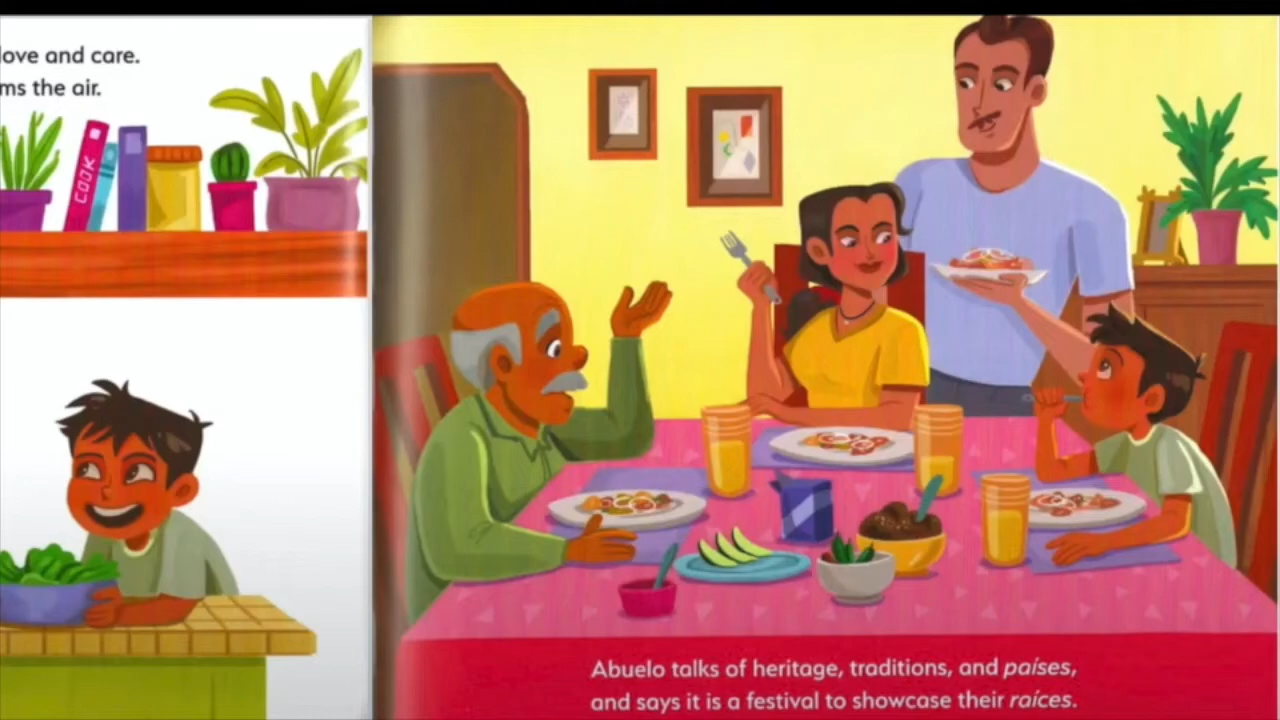 love and care.
ms the air.
COOK
Abuelo talks of heritage, traditions, and países,
and says it is a festival to showcase their raíces.